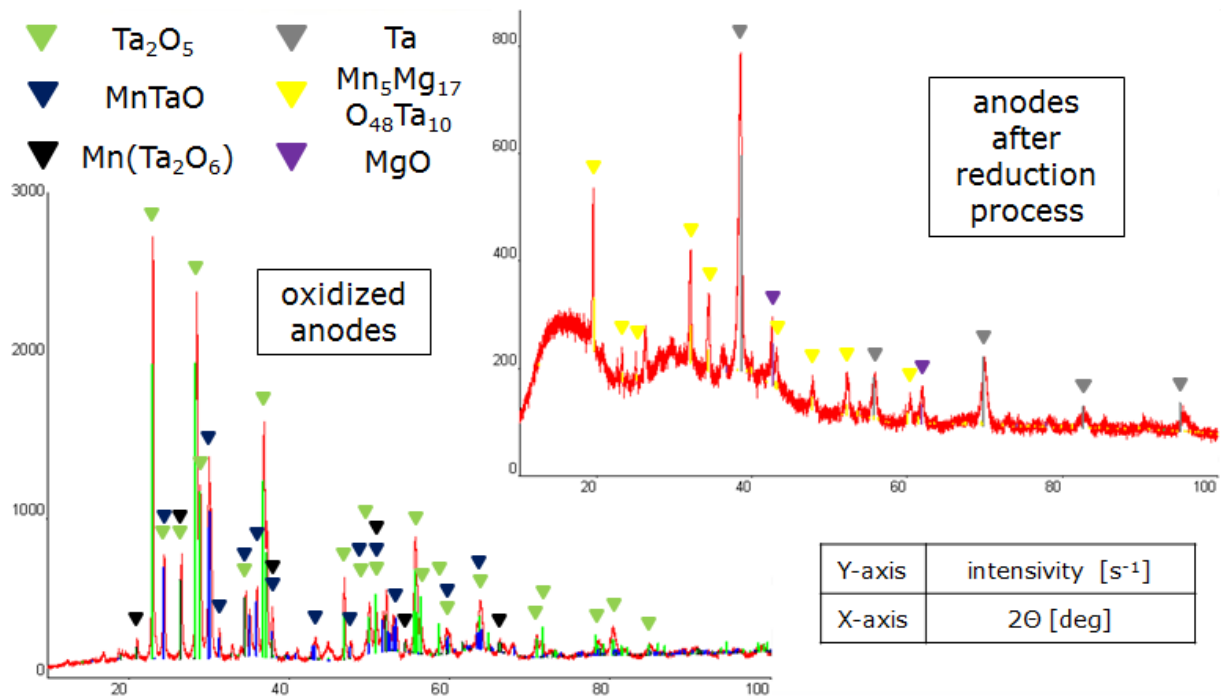 Ta₂O₅
Ta
MnTaO
Mn₅Mg₁₇
O₄₈Ta₁₀
Mn(Ta₂O₆)
MgO
800
600
400
200
0
20
40
60
80
100
anodes
after
reduction
process
3000
2000
1000
0
20
40
60
80
100
oxidized
anodes
Y-axis intensivity [s⁻¹]
X-axis 2Θ [deg]